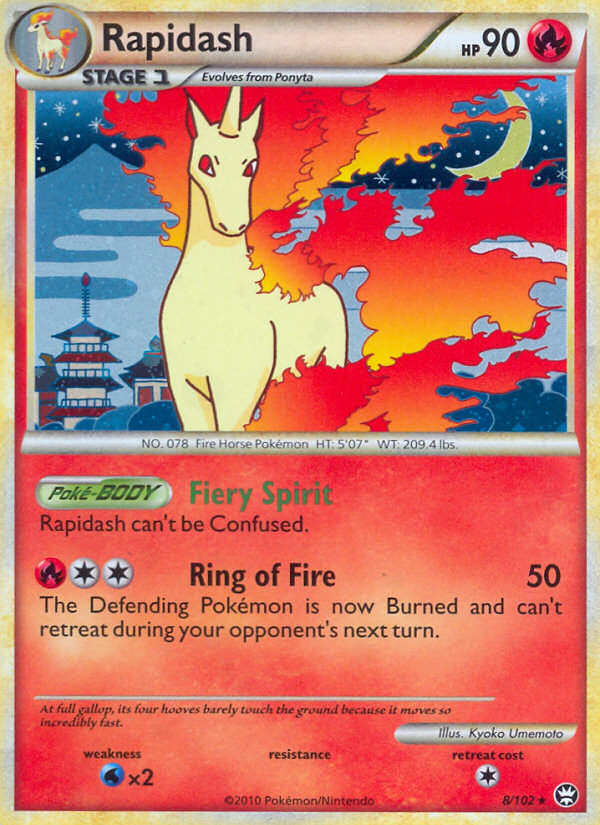 Rapidash HP 90
STAGE 1 Evolves from Ponyta
NO. 078 Fire Horse Pokémon HT: 5'07" WT: 209.4 lbs.
Poké-BODY Fiery Spirit
Rapidash can't be Confused.
Ring of Fire 50
The Defending Pokémon is now Burned and can't
retreat during your opponent's next turn.
At full gallop, its four hooves barely touch the ground because it moves so
incredibly fast.
Illus. Kyoko Umemoto
weakness resistance retreat cost
×2
©2010 Pokémon/Nintendo 8/102 ★